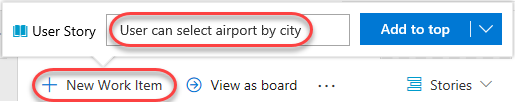 User Story User can select airport by city Add to top
New Work Item View as board ... Stories